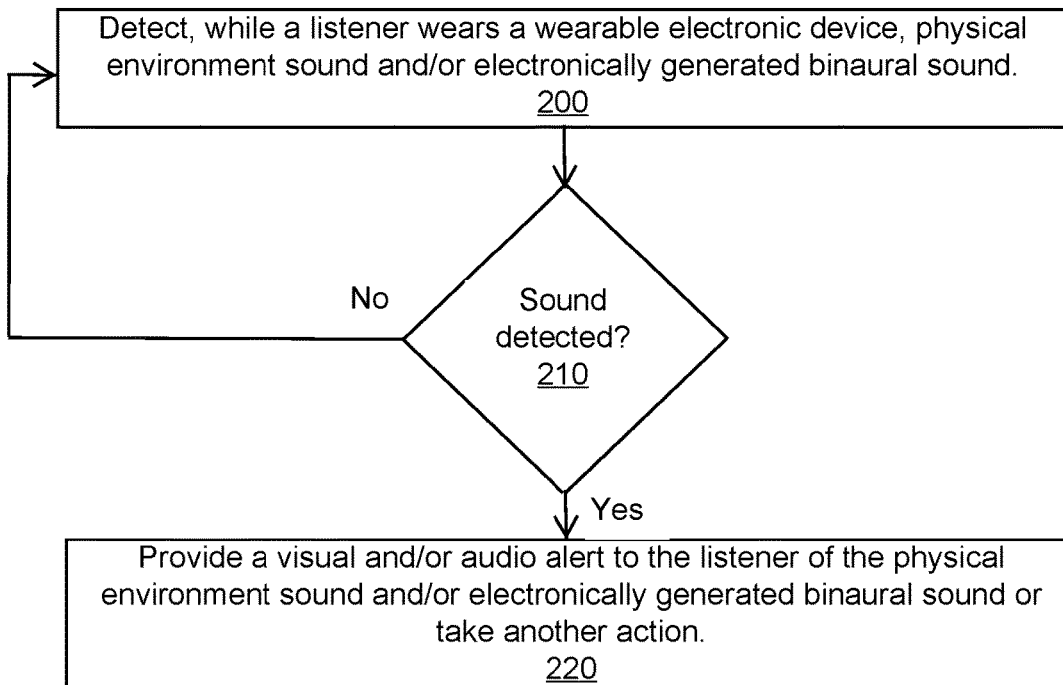 Detect, while a listener wears a wearable electronic device, physical
environment sound and/or electronically generated binaural sound.
200
No
Sound
detected?
210
Yes
Provide a visual and/or audio alert to the listener of the physical
environment sound and/or electronically generated binaural sound or
take another action.
220